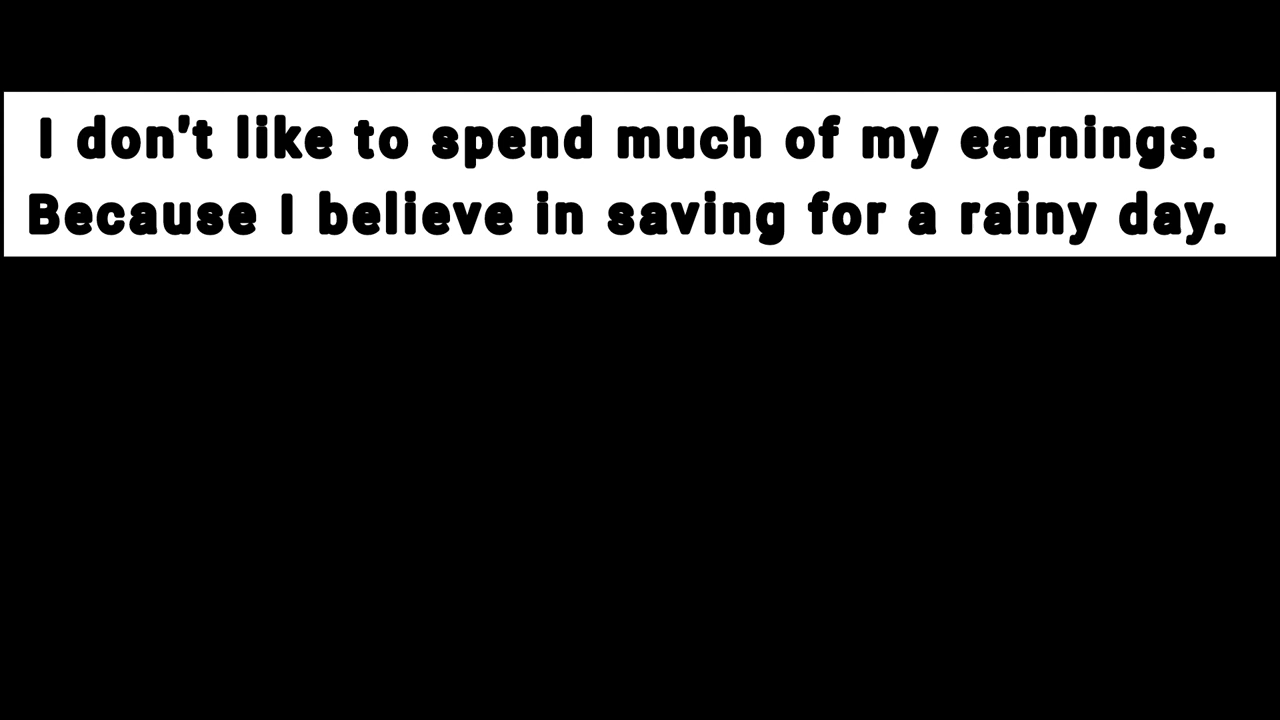 I don't like to spend much of my earnings.
Because I believe in saving for a rainy day.